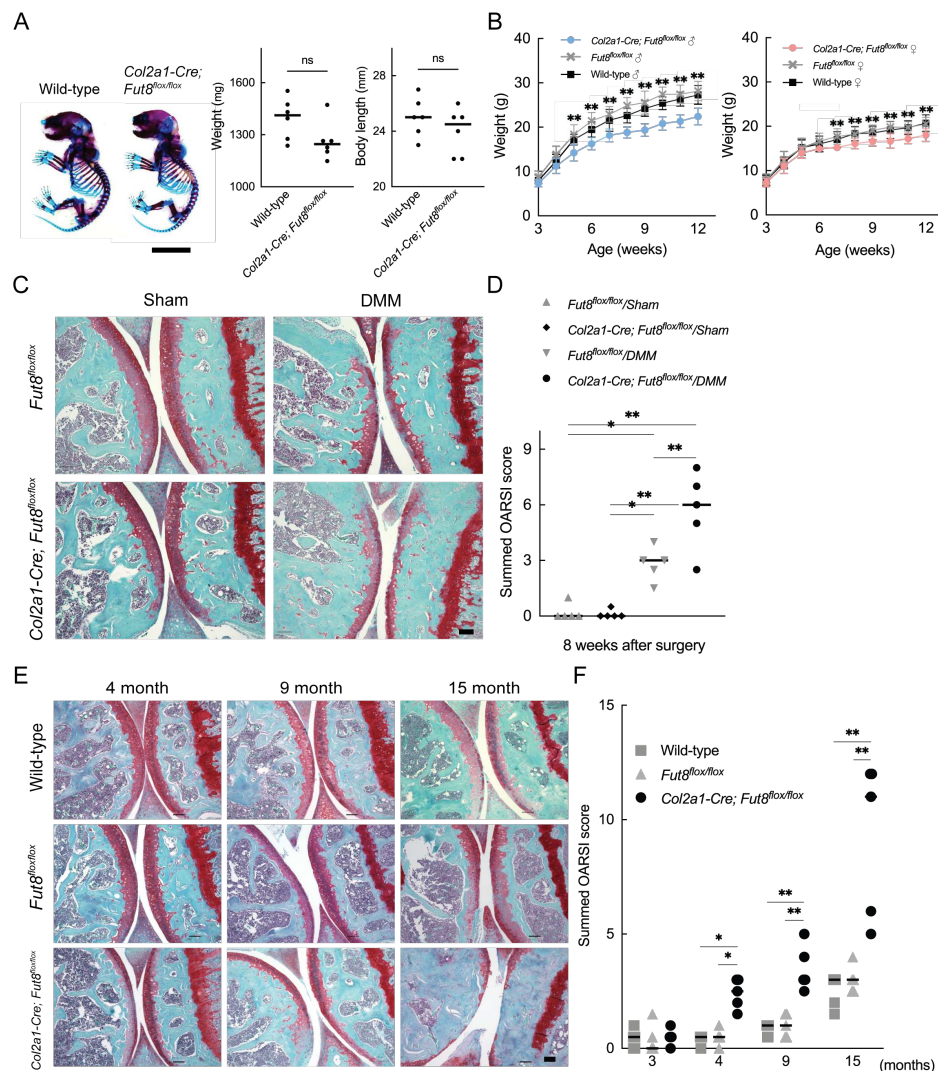 A
Wild-type
Col2a1-Cre;
Fut8flox/flox
Weight (mg)
1600
1300
1000
ns
Wild-type
Col2a1-Cre; Fut8flox/flox
Body length (mm)
28
24
20
ns
Wild-type
Col2a1-Cre; Fut8flox/flox
B
Weight (g)
40
30
20
10
0
Col2a1-Cre; Fut8flox/flox ♂
Fut8flox/flox ♂
Wild-type ♂
** ** ** ** ** ** ** **
3 6 9 12
Age (weeks)
Weight (g)
40
30
20
10
0
Col2a1-Cre; Fut8flox/flox ♀
Fut8flox/flox ♀
Wild-type ♀
** ** ** ** ** **
3 6 9 12
Age (weeks)
C
Sham
DMM
Fut8flox/flox
Col2a1-Cre; Fut8flox/flox
D
Fut8flox/flox/Sham
Col2a1-Cre; Fut8flox/flox/Sham
Fut8flox/flox/DMM
Col2a1-Cre; Fut8flox/flox/DMM
Summed OARSI score
9
6
3
0
**
*
**
**
*
8 weeks after surgery
E
4 month
9 month
15 month
Wild-type
Fut8flox/flox
Col2a1-Cre; Fut8flox/flox
F
Summed OARSI score
15
10
5
0
Wild-type
Fut8flox/flox
Col2a1-Cre; Fut8flox/flox
*
*
**
**
**
**
3 4 9 15 (months)